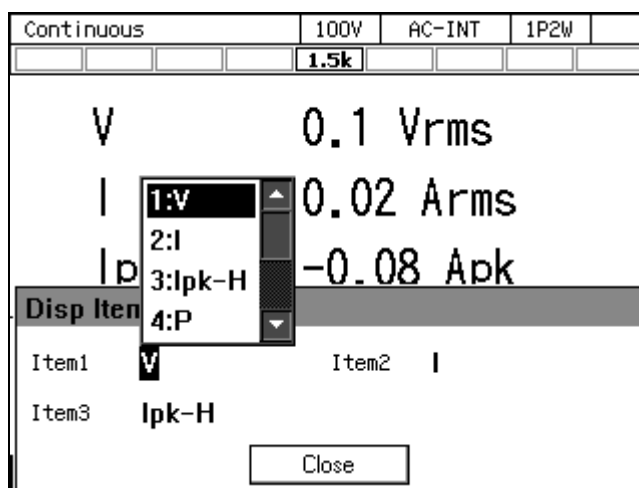 Continuous 100V AC-INT 1P2W
1.5k
V 0.1 Vrms
I 0.02 Arms
Ip -0.08 Apk
1:V
2:I
3:Ipk-H
4:P
Disp Item
Item1 V Item2 I
Item3 Ipk-H
Close